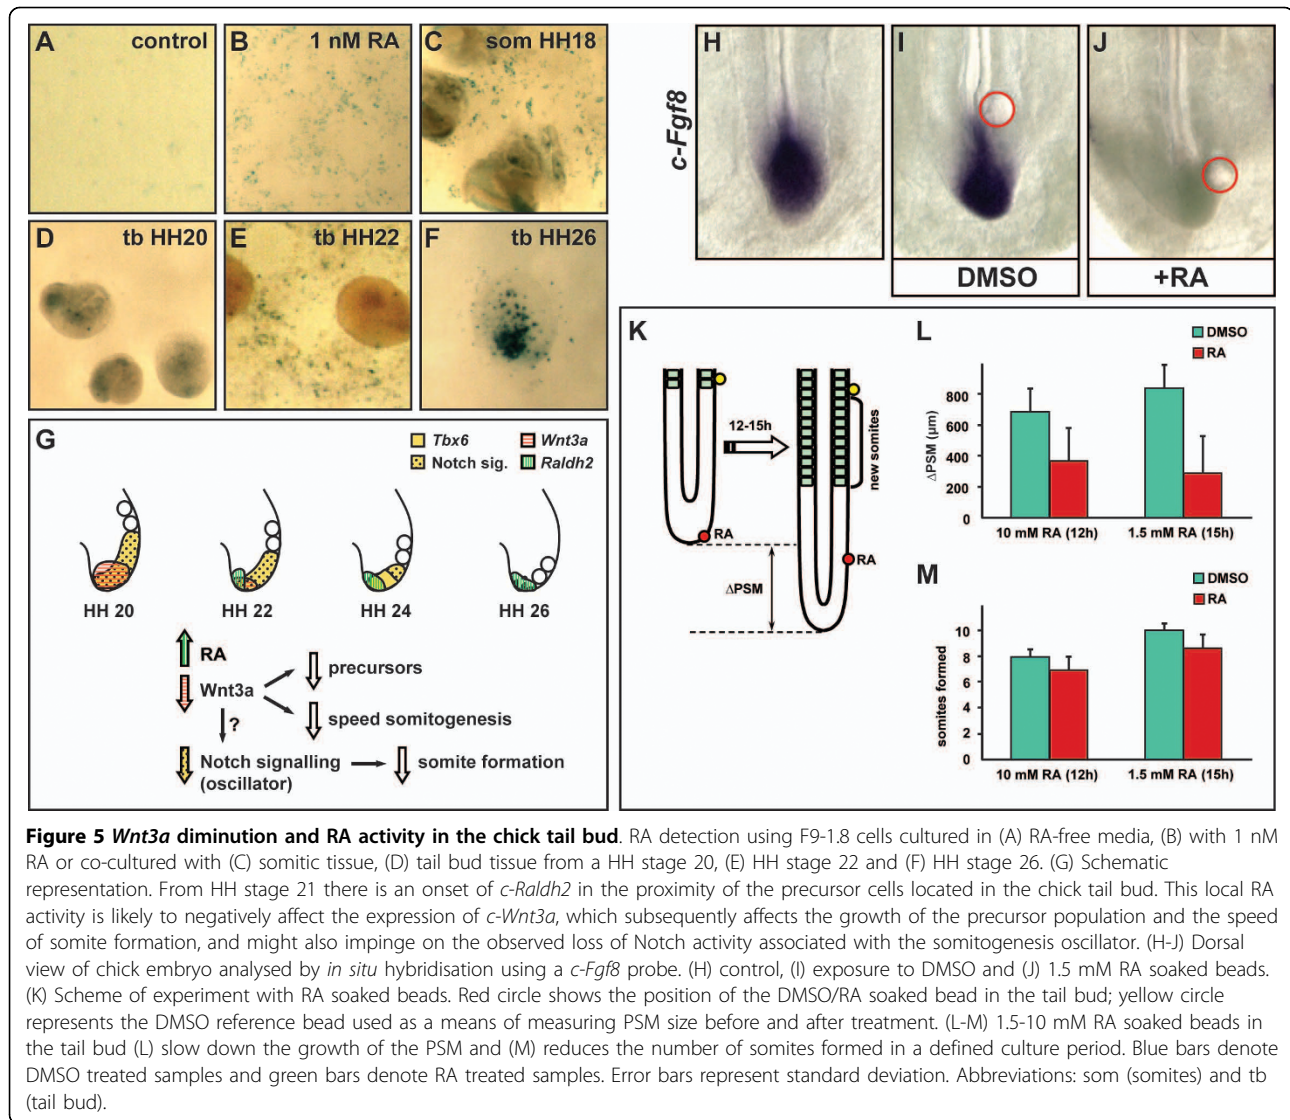 A control
B 1 nM RA
C som HH18
D tb HH20
E tb HH22
F tb HH26
c-Fgf8
H
I
J
DMSO
+RA
G
Tbx6
Wnt3a
Notch sig.
Raldh2
HH 20
HH 22
HH 24
HH 26
RA
Wnt3a
precursors
speed somitogenesis
?
Notch signalling
(oscillator)
somite formation
K
12-15h
new somites
RA
RA
ΔPSM
L
DMSO
RA
ΔPSM (µm)
800
600
400
200
0
10 mM RA (12h)
1.5 mM RA (15h)
M
DMSO
RA
somites formed
10
8
6
4
2
0
10 mM RA (12h)
1.5 mM RA (15h)
Figure 5 Wnt3a diminution and RA activity in the chick tail bud. RA detection using F9-1.8 cells cultured in (A) RA-free media, (B) with 1 nM
RA or co-cultured with (C) somitic tissue, (D) tail bud tissue from a HH stage 20, (E) HH stage 22 and (F) HH stage 26. (G) Schematic
representation. From HH stage 21 there is an onset of c-Raldh2 in the proximity of the precursor cells located in the chick tail bud. This local RA
activity is likely to negatively affect the expression of c-Wnt3a, which subsequently affects the growth of the precursor population and the speed
of somite formation, and might also impinge on the observed loss of Notch activity associated with the somitogenesis oscillator. (H-J) Dorsal
view of chick embryo analysed by in situ hybridisation using a c-Fgf8 probe. (H) control, (I) exposure to DMSO and (J) 1.5 mM RA soaked beads.
(K) Scheme of experiment with RA soaked beads. Red circle shows the position of the DMSO/RA soaked bead in the tail bud; yellow circle
represents the DMSO reference bead used as a means of measuring PSM size before and after treatment. (L-M) 1.5-10 mM RA soaked beads in
the tail bud (L) slow down the growth of the PSM and (M) reduces the number of somites formed in a defined culture period. Blue bars denote
DMSO treated samples and green bars denote RA treated samples. Error bars represent standard deviation. Abbreviations: som (somites) and tb
(tail bud).